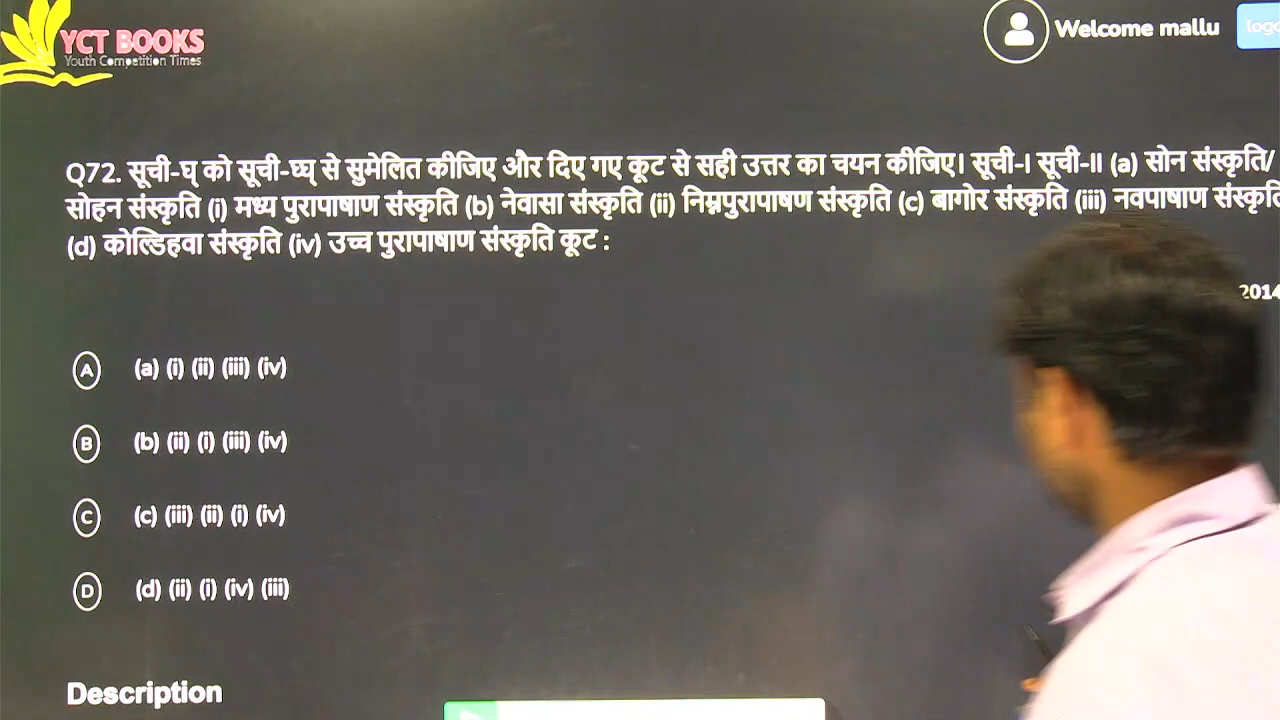 YCT BOOKS
Youth Competition Times
Welcome mallu
Q72. सूची-घ् को सूची-घ्घ् से सुमेलित कीजिए और दिए गए कूट से सही उत्तर का चयन कीजिए। सूची-I सूची-II (a) सोन संस्कृति/
सोहन संस्कृति (i) मध्य पुरापाषाण संस्कृति (b) नेवासा संस्कृति (ii) निम्नपुरापाषण संस्कृति (c) बागोर संस्कृति (iii) नवपाषाण संस्कृति
(d) कोल्डिहवा संस्कृति (iv) उच्च पुरापाषाण संस्कृति कूट :
2014
A (a) (i) (ii) (iii) (iv)
B (b) (ii) (i) (iii) (iv)
C (c) (iii) (ii) (i) (iv)
D (d) (ii) (i) (iv) (iii)
Description